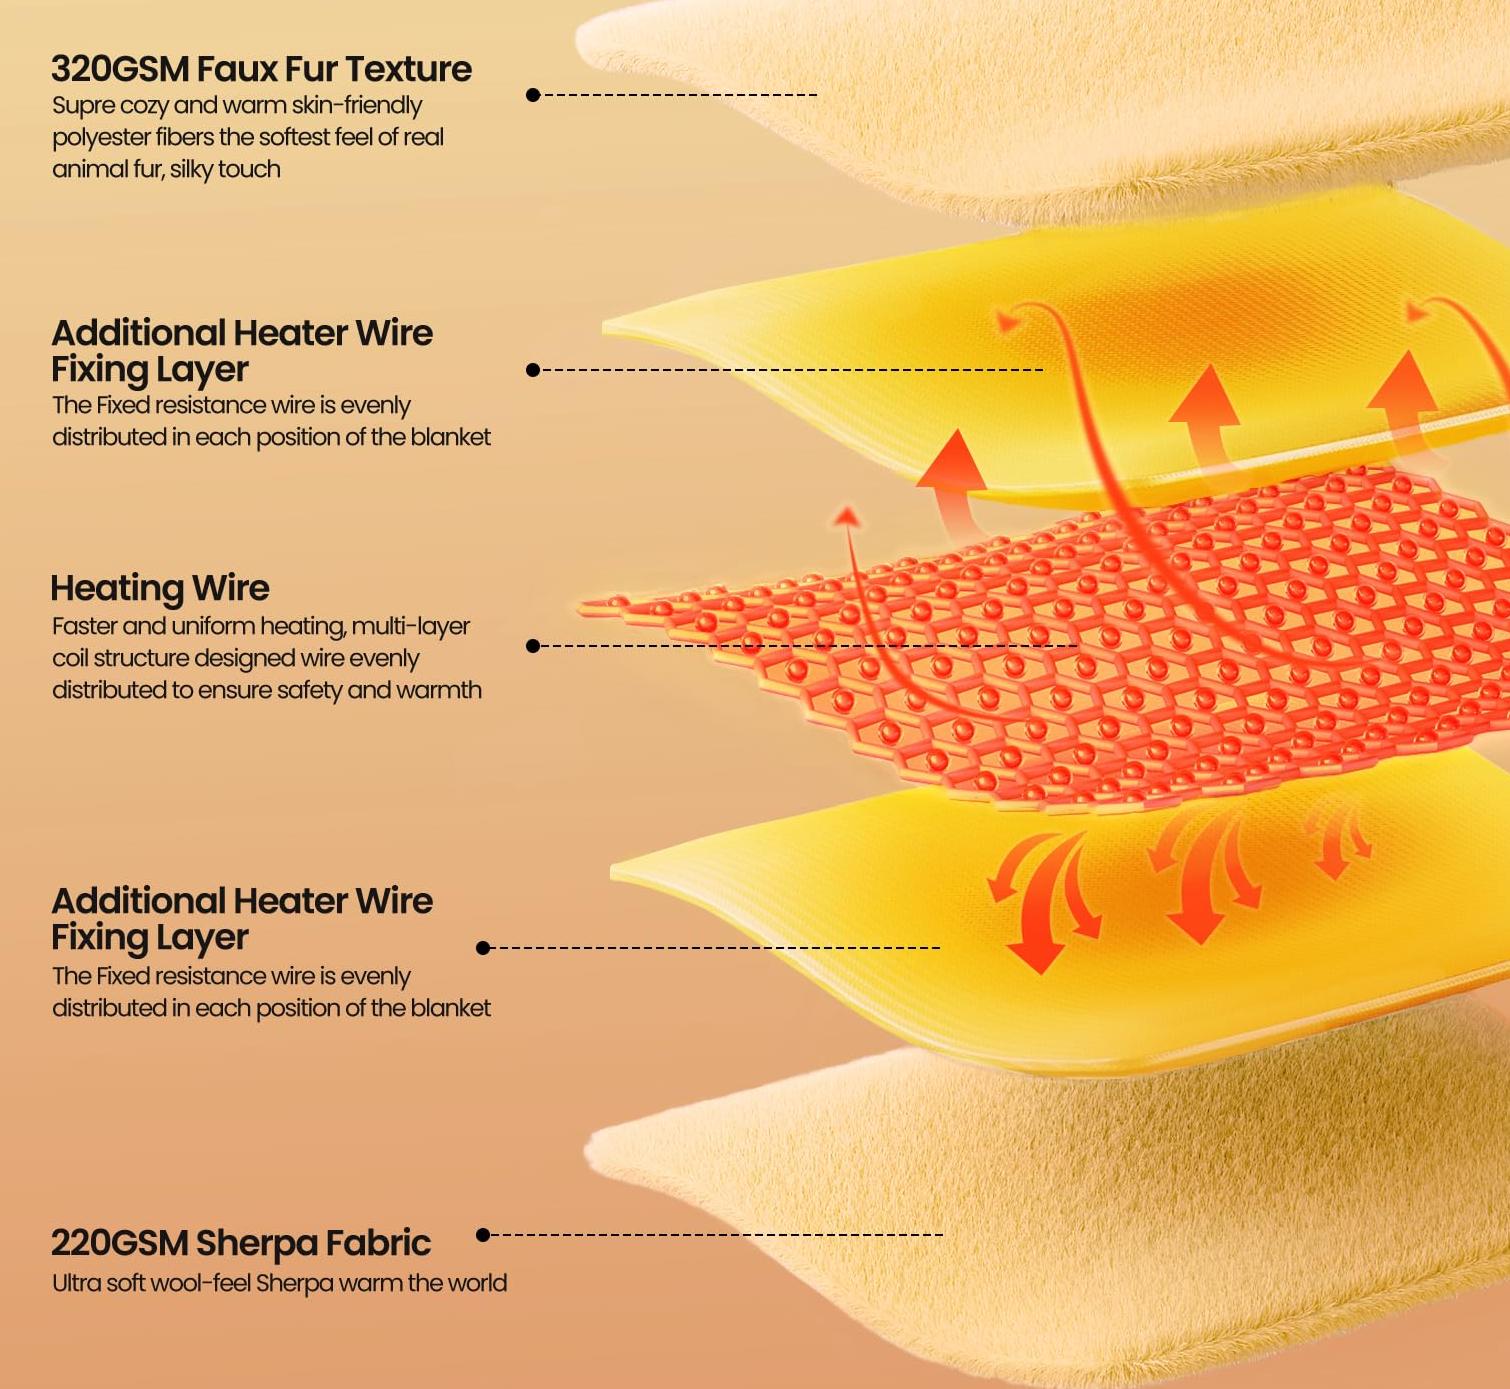 320GSM Faux Fur Texture
Supre cozy and warm skin-friendly
polyester fibers the softest feel of real
animal fur, silky touch
Additional Heater Wire
Fixing Layer
The Fixed resistance wire is evenly
distributed in each position of the blanket
Heating Wire
Faster and uniform heating, multi-layer
coil structure designed wire evenly
distributed to ensure safety and warmth
Additional Heater Wire
Fixing Layer
The Fixed resistance wire is evenly
distributed in each position of the blanket
220GSM Sherpa Fabric
Ultra soft wool-feel Sherpa warm the world